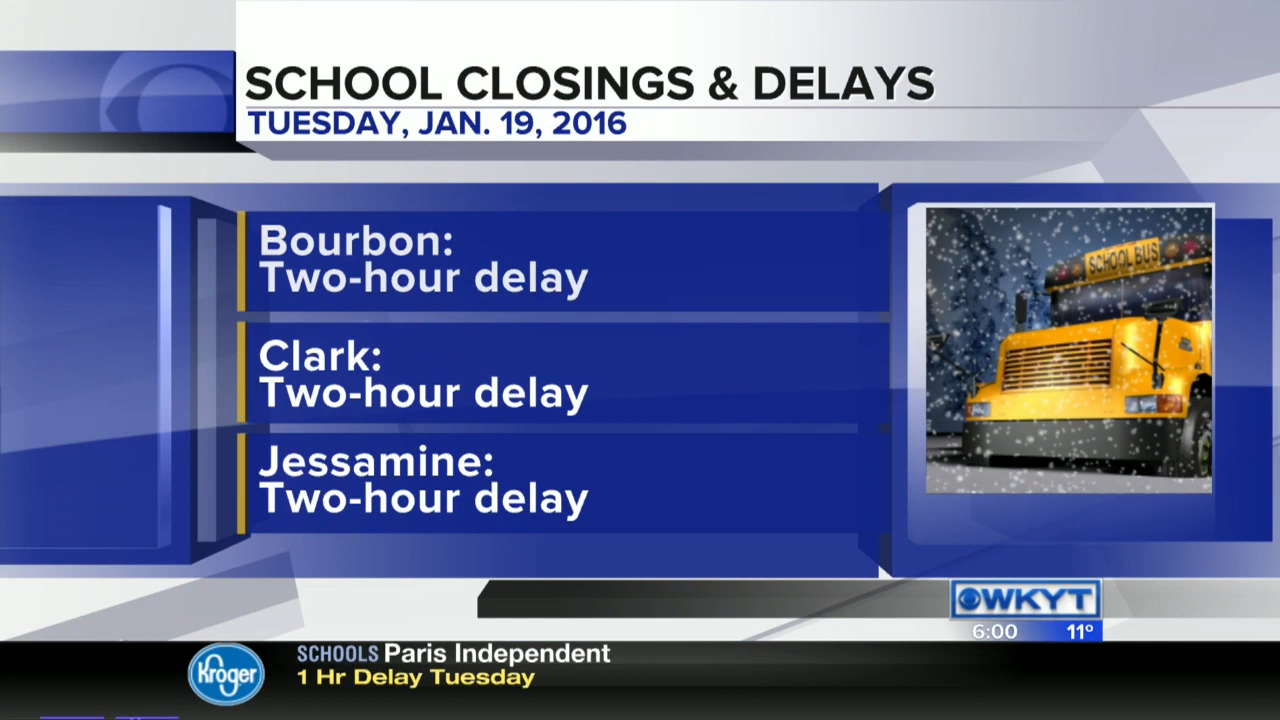 SCHOOL CLOSINGS & DELAYS
TUESDAY, JAN. 19, 2016
Bourbon:
Two-hour delay
Clark:
Two-hour delay
Jessamine:
Two-hour delay
SCHOOL BUS
WKYT
6:00 11°
Kroger
SCHOOLS Paris Independent
1 Hr Delay Tuesday